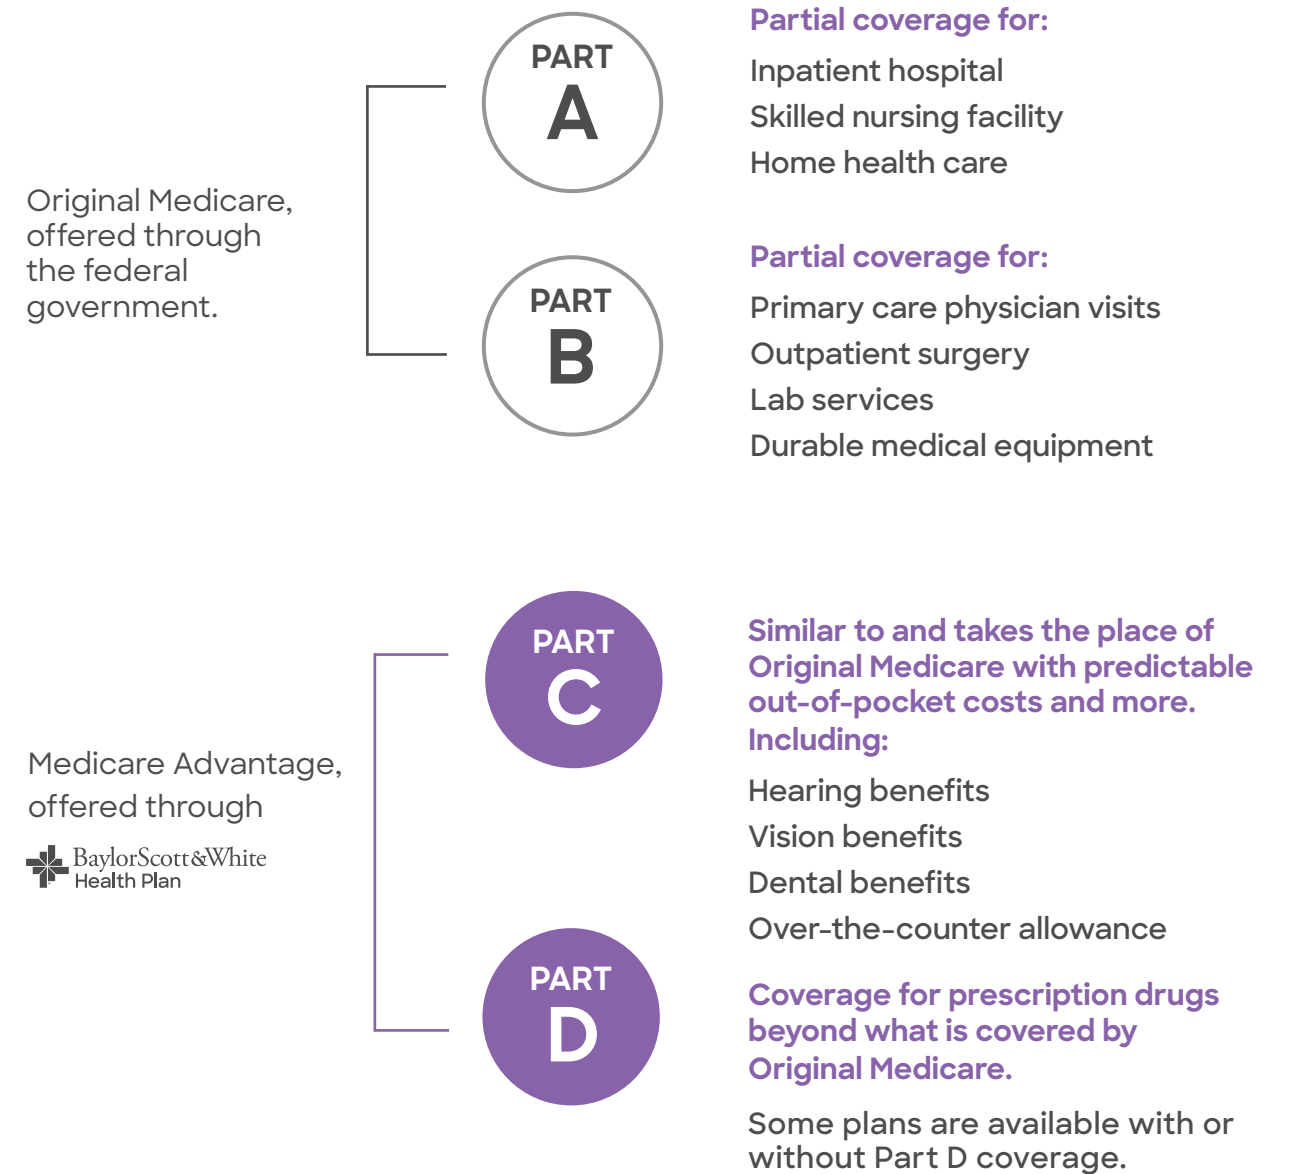 Original Medicare,
offered through
the federal
government.
PART
A
Partial coverage for:
Inpatient hospital
Skilled nursing facility
Home health care
PART
B
Partial coverage for:
Primary care physician visits
Outpatient surgery
Lab services
Durable medical equipment
Medicare Advantage,
offered through
BaylorScott&White
Health Plan
PART
C
Similar to and takes the place of
Original Medicare with predictable
out-of-pocket costs and more.
Including:
Hearing benefits
Vision benefits
Dental benefits
Over-the-counter allowance
PART
D
Coverage for prescription drugs
beyond what is covered by
Original Medicare.
Some plans are available with or
without Part D coverage.